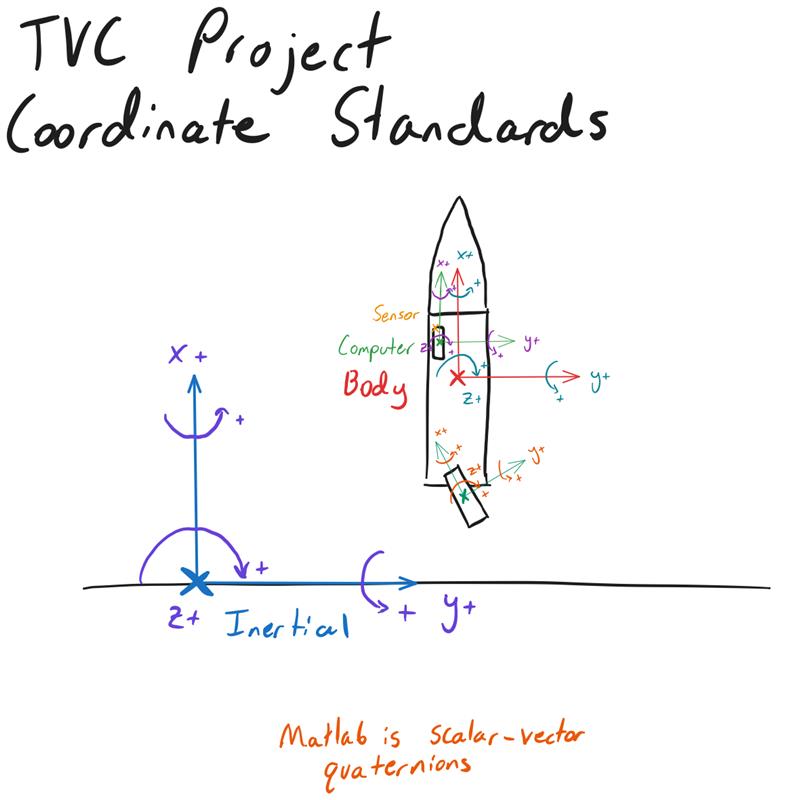 TVC Project
Coordinate Standards
x+
x+
+
+
Sensor
Computer
z+
+
y+
+
Body
+
z+
y+
+
x+
+
z+
+
y+
+
x+
+
+
z+
Inertial
+
y+
Matlab is scalar-vector
quaternions